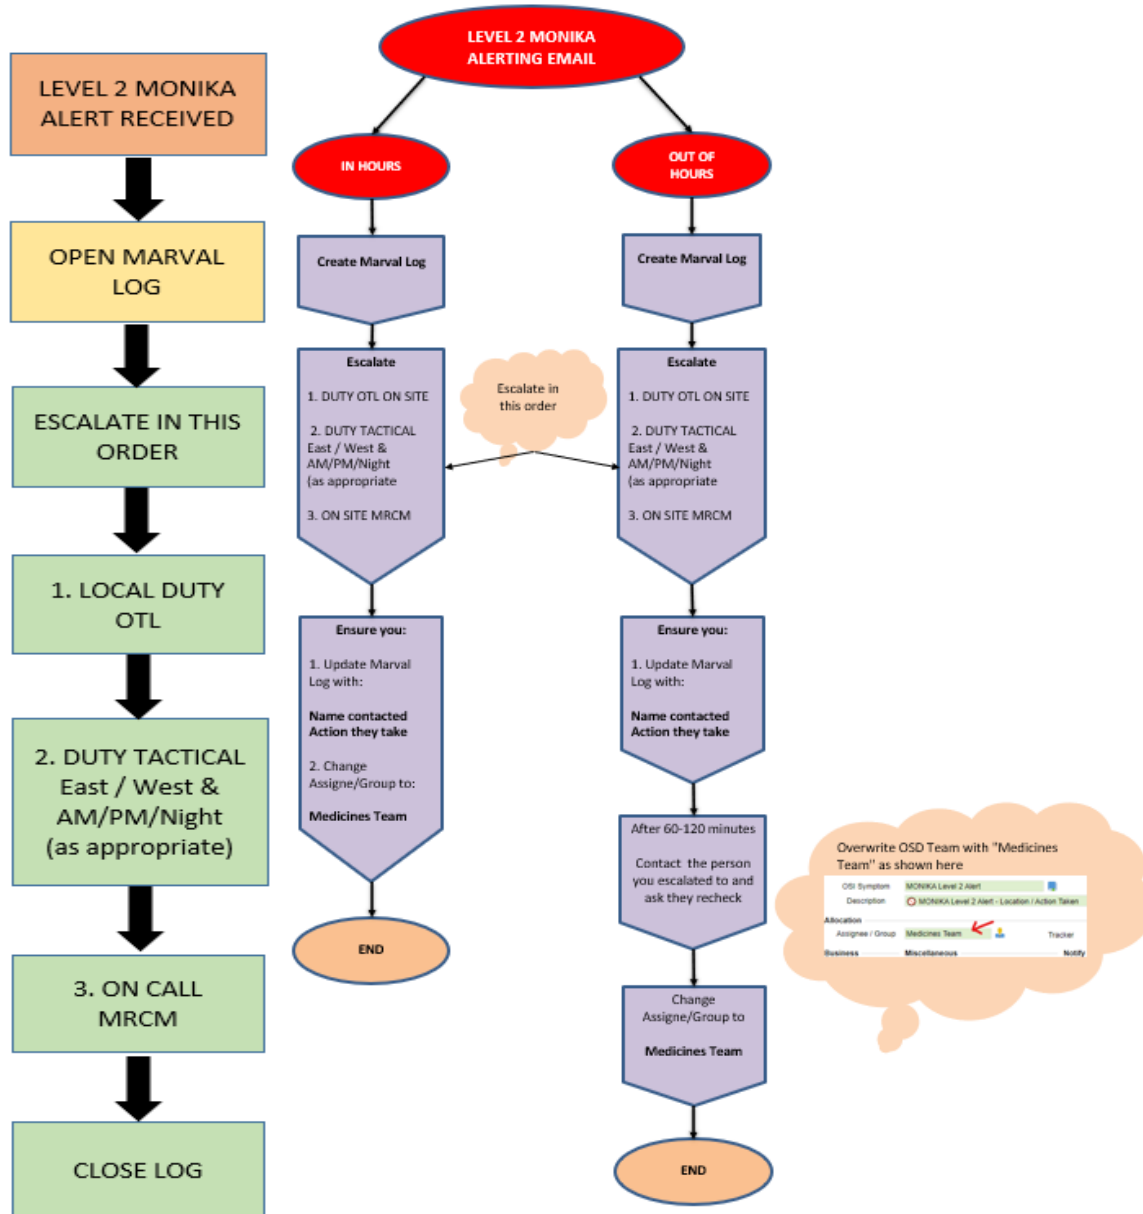 LEVEL 2 MONIKA
ALERT RECEIVED
OPEN MARVAL
LOG
ESCALATE IN THIS
ORDER
1. LOCAL DUTY
OTL
2. DUTY TACTICAL
East / West &
AM/PM/Night
(as appropriate)
3. ON CALL
MRCM
CLOSE LOG
LEVEL 2 MONIKA
ALERTING EMAIL
IN HOURS
Create Marval Log
Escalate
1. DUTY OTL ON SITE
2. DUTY TACTICAL
East / West &
AM/PM/Night
(as appropriate
3. ON SITE MRCM
Ensure you:
1. Update Marval
Log with:
Name contacted
Action they take
2. Change
Assigne/Group to:
Medicines Team
END
Escalate in
this order
OUT OF
HOURS
Create Marval Log
Escalate
1. DUTY OTL ON SITE
2. DUTY TACTICAL
East / West &
AM/PM/Night
(as appropriate
3. ON SITE MRCM
Ensure you:
1. Update Marval
Log with:
Name contacted
Action they take
After 60-120 minutes
Contact the person
you escalated to and
ask they recheck
Change
Assigne/Group to
Medicines Team
END
Overwrite OSD Team with "Medicines
Team" as shown here
OSI Symptom MONIKA Level 2 Alert
Description MONIKA Level 2 Alert - Location / Action Taken
Allocation
Assignee / Group Medicines Team Tracker
Business Miscellaneous Notify